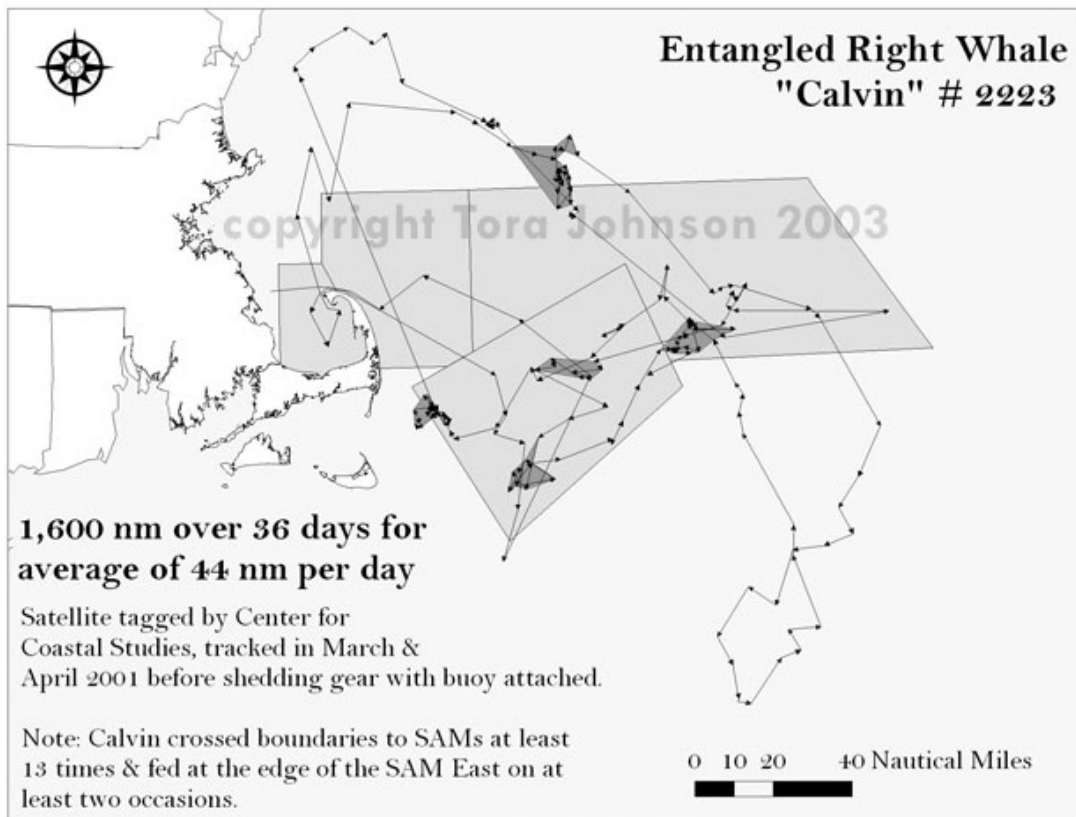 Entangled Right Whale
"Calvin" # 2223
copyright Tora Johnson 2003
1,600 nm over 36 days for
average of 44 nm per day
Satellite tagged by Center for
Coastal Studies, tracked in March &
April 2001 before shedding gear with buoy attached.
Note: Calvin crossed boundaries to SAMs at least
13 times & fed at the edge of the SAM East on at
least two occasions.
0 10 20 40 Nautical Miles